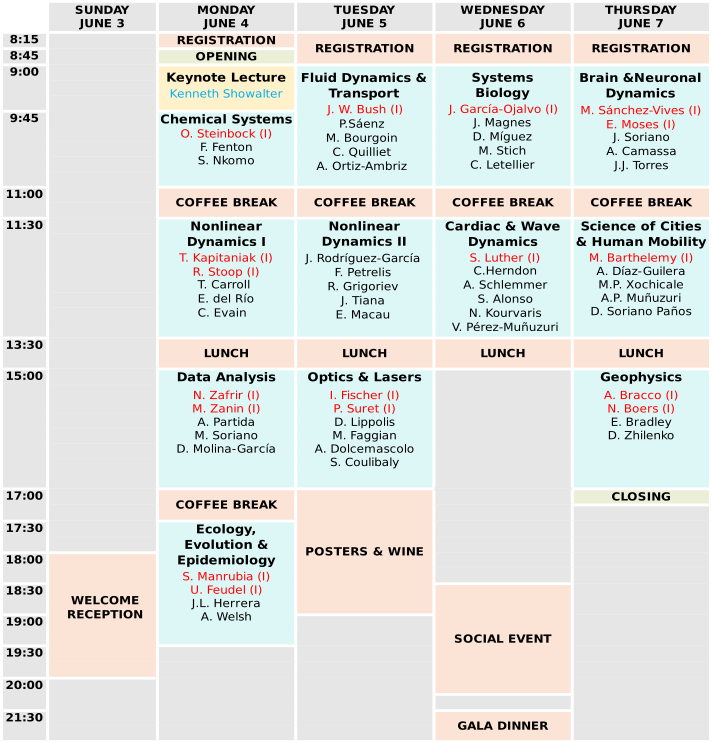 SUNDAY
JUNE 3
MONDAY
JUNE 4
TUESDAY
JUNE 5
WEDNESDAY
JUNE 6
THURSDAY
JUNE 7
8:15
REGISTRATION
REGISTRATION
REGISTRATION
REGISTRATION
8:45
OPENING
9:00
Keynote Lecture
Kenneth Showalter
Fluid Dynamics &
Transport
J. W. Bush (I)
P.Sáenz
M. Bourgoin
C. Quilliet
A. Ortiz-Ambriz
Systems
Biology
J. García-Ojalvo (I)
J. Magnes
D. Míguez
M. Stich
C. Letellier
Brain &Neuronal
Dynamics
M. Sánchez-Vives (I)
E. Moses (I)
J. Soriano
A. Camassa
J.J. Torres
9:45
Chemical Systems
O. Steinbock (I)
F. Fenton
S. Nkomo
11:00
COFFEE BREAK
COFFEE BREAK
COFFEE BREAK
COFFEE BREAK
11:30
Nonlinear
Dynamics I
T. Kapitaniak (I)
R. Stoop (I)
T. Carroll
E. del Río
C. Evain
Nonlinear
Dynamics II
J. Rodríguez-García
F. Petrelis
R. Grigoriev
J. Tiana
E. Macau
Cardiac & Wave
Dynamics
S. Luther (I)
C.Herndon
A. Schlemmer
S. Alonso
N. Kourvaris
V. Pérez-Muñuzuri
Science of Cities
& Human Mobility
M. Barthelemy (I)
A. Díaz-Guilera
M.P. Xochicale
A.P. Muñuzuri
D. Soriano Paños
13:30
LUNCH
LUNCH
LUNCH
LUNCH
15:00
Data Analysis
N. Zafrir (I)
M. Zanin (I)
A. Partida
M. Soriano
D. Molina-García
Optics & Lasers
I. Fischer (I)
P. Suret (I)
D. Lippolis
M. Faggian
A. Dolcemascolo
S. Coulibaly
Geophysics
A. Bracco (I)
N. Boers (I)
E. Bradley
D. Zhilenko
17:00
COFFEE BREAK
POSTERS & WINE
CLOSING
17:30
Ecology,
Evolution &
Epidemiology
S. Manrubia (I)
U. Feudel (I)
J.L. Herrera
A. Welsh
18:00
WELCOME
RECEPTION
18:30
SOCIAL EVENT
19:00
19:30
20:00
21:30
GALA DINNER